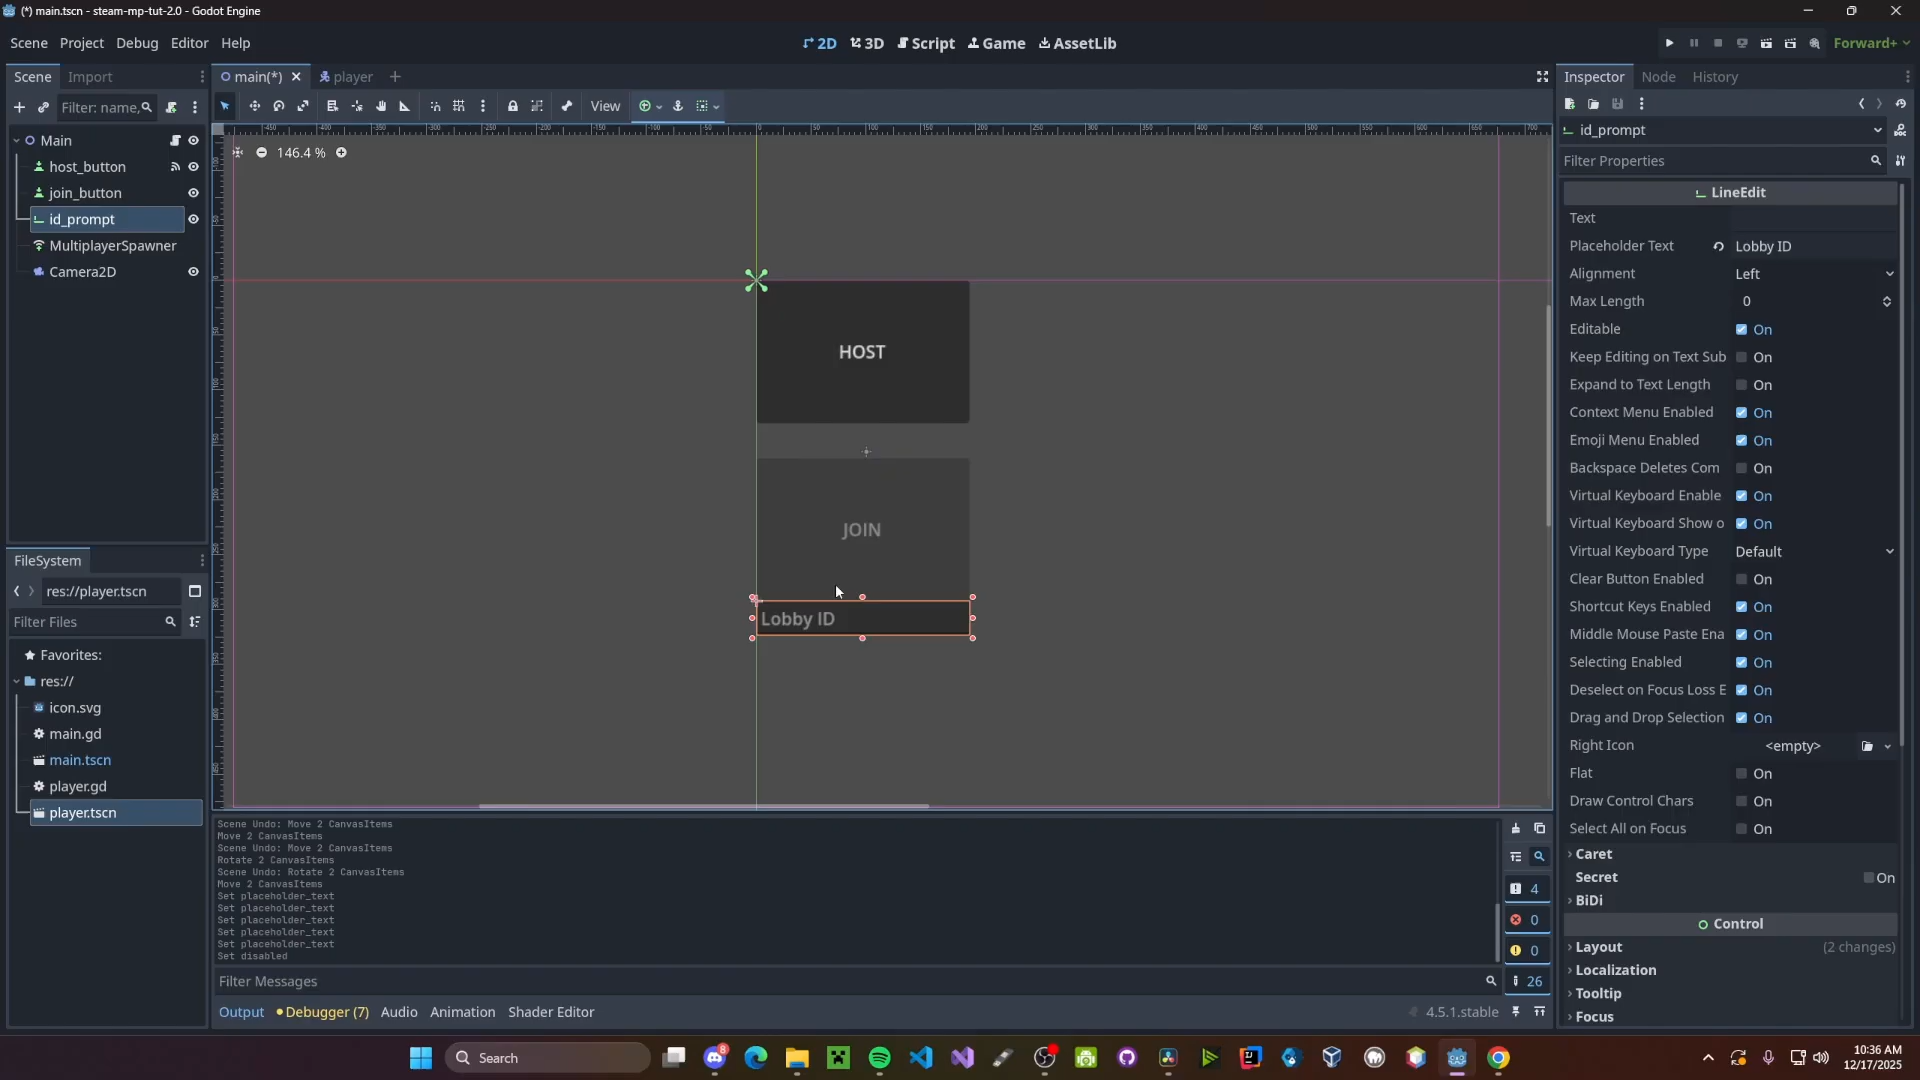 (*) main.tscn - steam-mp-tut-2.0 - Godot Engine
Scene Project Debug Editor Help
2D 3D Script Game AssetLib
Forward+
Scene Import
main(*) player
Inspector Node History
Filter: name,
View
id_prompt
Filter Properties
Main
host_button
join_button
id_prompt
MultiplayerSpawner
Camera2D
146.4 %
HOST
JOIN
Lobby ID
LineEdit
Text
Placeholder Text Lobby ID
Alignment Left
Max Length 0
Editable On
Keep Editing on Text Sub On
Expand to Text Length On
Context Menu Enabled On
Emoji Menu Enabled On
Backspace Deletes Com On
Virtual Keyboard Enable On
Virtual Keyboard Show o On
Virtual Keyboard Type Default
Clear Button Enabled On
Shortcut Keys Enabled On
Middle Mouse Paste Ena On
Selecting Enabled On
Deselect on Focus Loss E On
Drag and Drop Selection On
Right Icon <empty>
Flat On
Draw Control Chars On
Select All on Focus On
Caret
Secret On
BiDi
Control
Layout (2 changes)
Localization
Tooltip
Focus
FileSystem
res://player.tscn
Filter Files
Favorites:
res://
icon.svg
main.gd
main.tscn
player.gd
player.tscn
Scene Undo: Move 2 CanvasItems
Move 2 CanvasItems
Scene Undo: Move 2 CanvasItems
Rotate 2 CanvasItems
Scene Undo: Rotate 2 CanvasItems
Move 2 CanvasItems
Set placeholder_text
Set placeholder_text
Set placeholder_text
Set placeholder_text
Set placeholder_text
Set disabled
4
0
0
26
Filter Messages
Output Debugger (7) Audio Animation Shader Editor
4.5.1.stable
Search
8
10:36 AM
12/17/2025